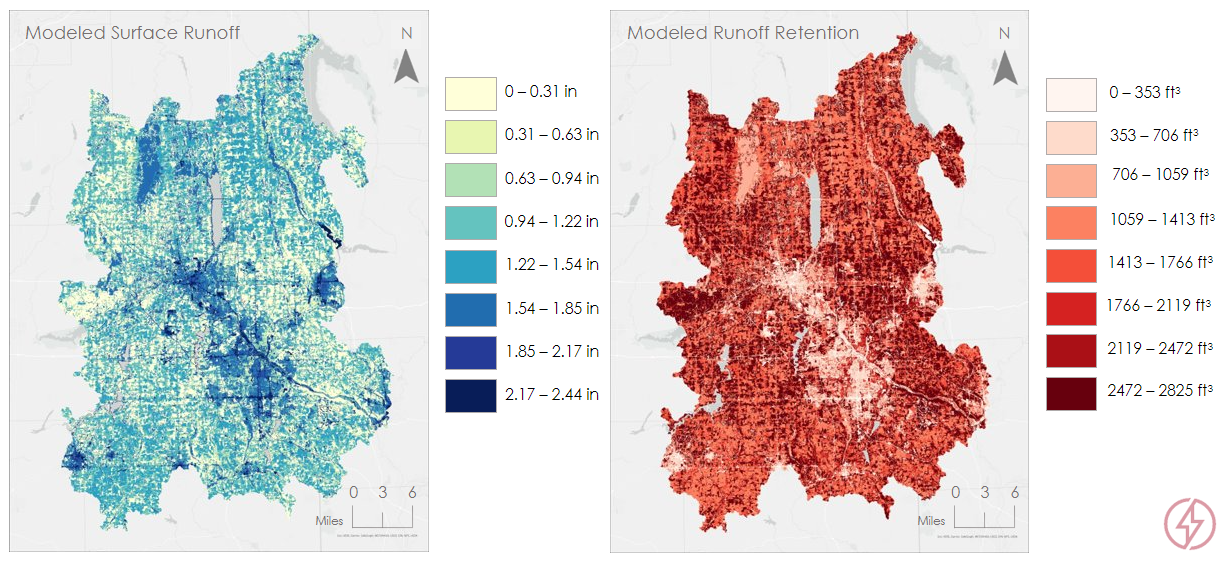 Modeled Surface Runoff
N
0 – 0.31 in
0.31 – 0.63 in
0.63 – 0.94 in
0.94 – 1.22 in
1.22 – 1.54 in
1.54 – 1.85 in
1.85 – 2.17 in
2.17 – 2.44 in
0 3 6
Miles
Modeled Runoff Retention
N
0 – 353 ft³
353 – 706 ft³
706 – 1059 ft³
1059 – 1413 ft³
1413 – 1766 ft³
1766 – 2119 ft³
2119 – 2472 ft³
2472 – 2825 ft³
0 3 6
Miles